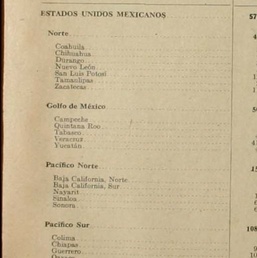 ESTADOS UNIDOS MEXICANOS 57
Norte 4
Coahuila
Chihuahua
Durango
Nuevo León
San Luis Potosí
Tamaulipas
Zacatecas
Golfo de México
Campeche
Quintana Roo
Tabasco
Veracruz
Yucatán
Pacífico Norte
Baja California, Norte
Baja California, Sur
Nayarit
Sinaloa
Sonora
Pacífico Sur 108
Colima
Chiapas
Guerrero